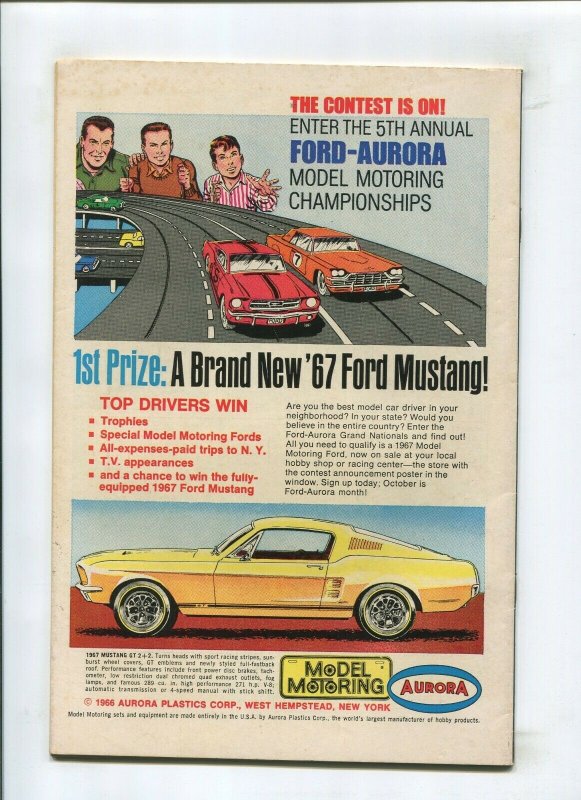 THE CONTEST IS ON!
ENTER THE 5TH ANNUAL
FORD-AURORA
MODEL MOTORING
CHAMPIONSHIPS
7
1st Prize: A Brand New '67 Ford Mustang!
TOP DRIVERS WIN
Trophies
Special Model Motoring Fords
All-expenses-paid trips to N. Y.
T.V. appearances
and a chance to win the fully-
equipped 1967 Ford Mustang
Are you the best model car driver in your
neighborhood? In your state? Would you
believe in the entire country? Enter the
Ford-Aurora Grand Nationals and find out!
All you need to qualify is a 1967 Model
Motoring Ford, now on sale at your local
hobby shop or racing center—the store with
the contest announcement poster in the
window. Sign up today; October is
Ford-Aurora month!
1967 MUSTANG GT 2+2. Turns heads with sport racing stripes, sun-
burst wheel covers, GT emblems and newly styled full-fastback
roof. Performance features include front power disc brakes, tach-
ometer, low restriction dual chromed quad exhaust outlets, fog
lamps, and famous 289 cu. in. high performance 271 h.p. V-8;
automatic transmission or 4-speed manual with stick shift.
MODEL
MOTORING
AURORA
© 1966 AURORA PLASTICS CORP., WEST HEMPSTEAD, NEW YORK
Model Motoring sets and equipment are made entirely in the U.S.A. by Aurora Plastics Corp., the world's largest manufacturer of hobby products.